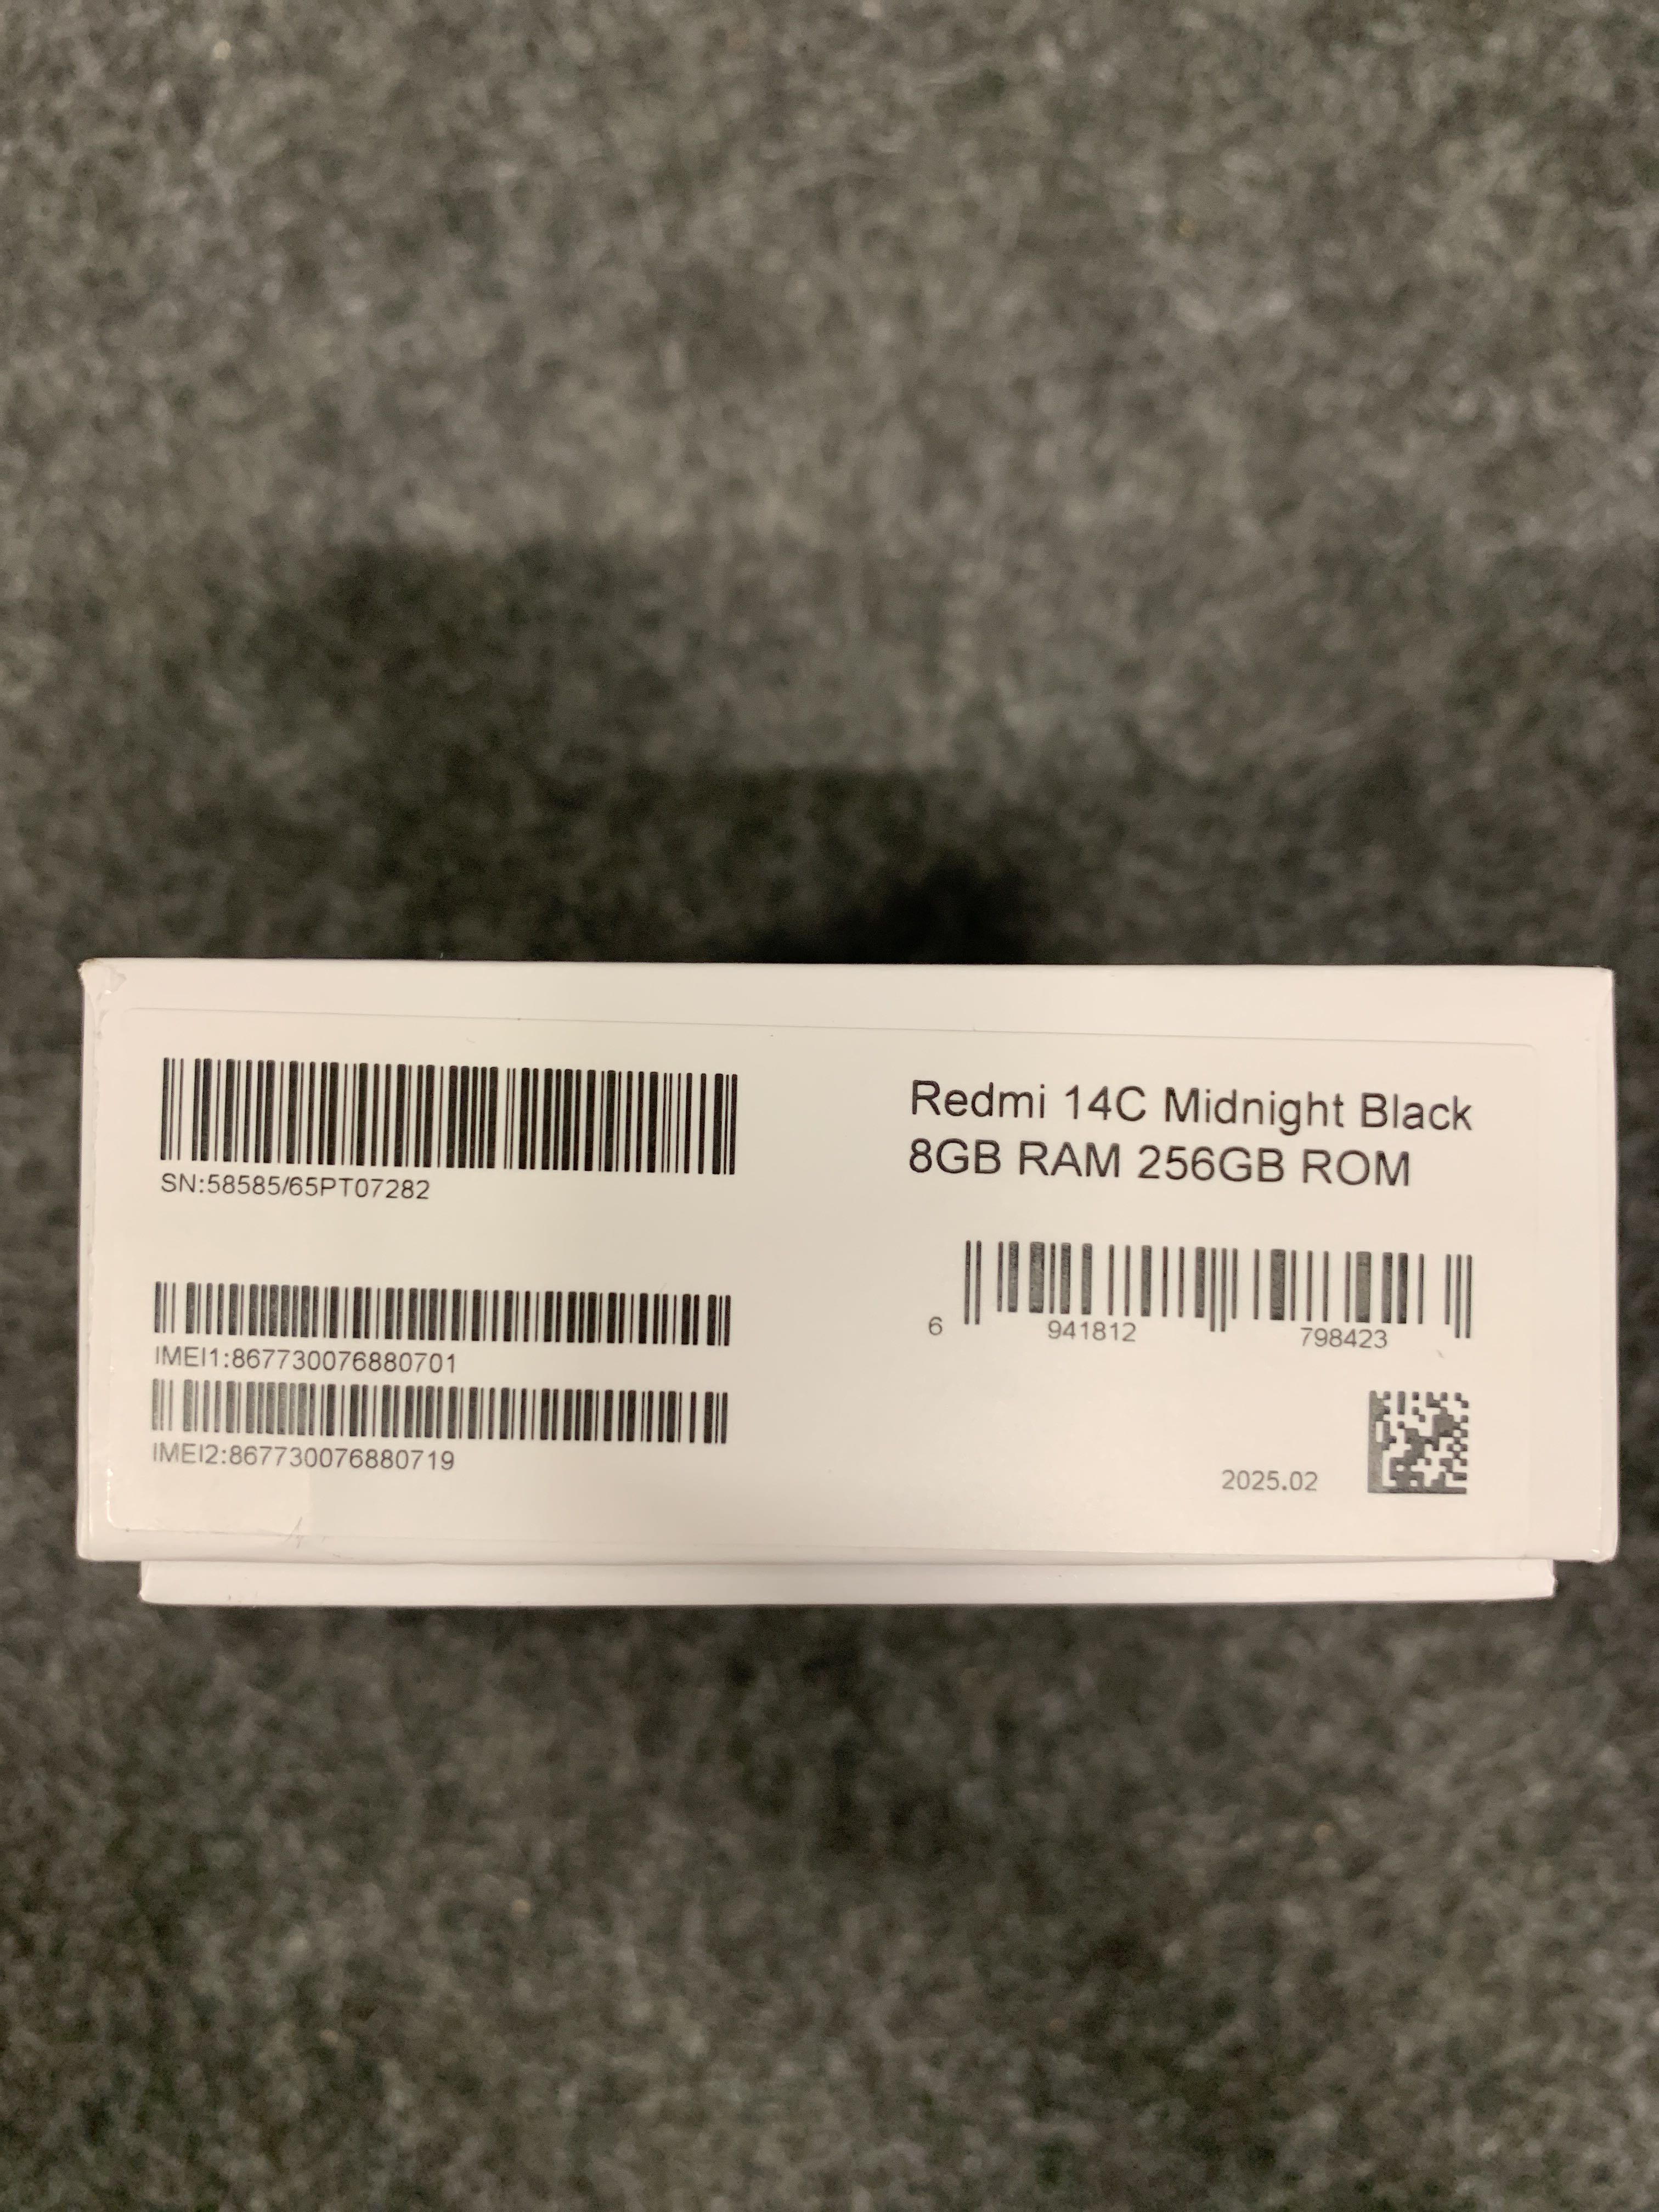 SN:58585/65PT07282
IMEI1:867730076880701
IMEI2:867730076880719
Redmi 14C Midnight Black
8GB RAM 256GB ROM
6 941812 798423
2025.02